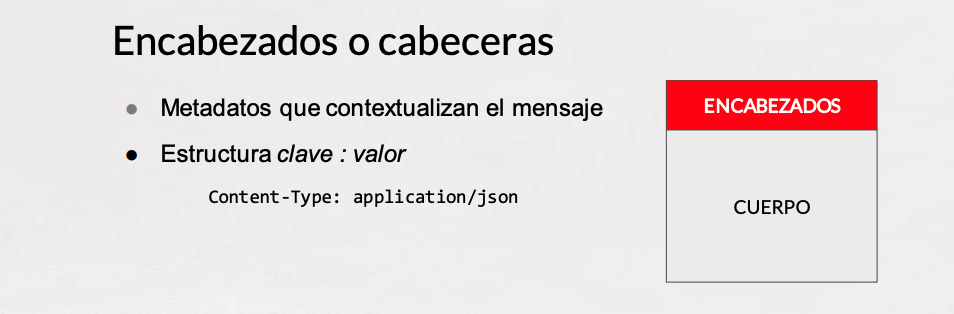 Encabezados o cabeceras
● Metadatos que contextualizan el mensaje
● Estructura clave : valor
Content-Type: application/json
ENCABEZADOS
CUERPO